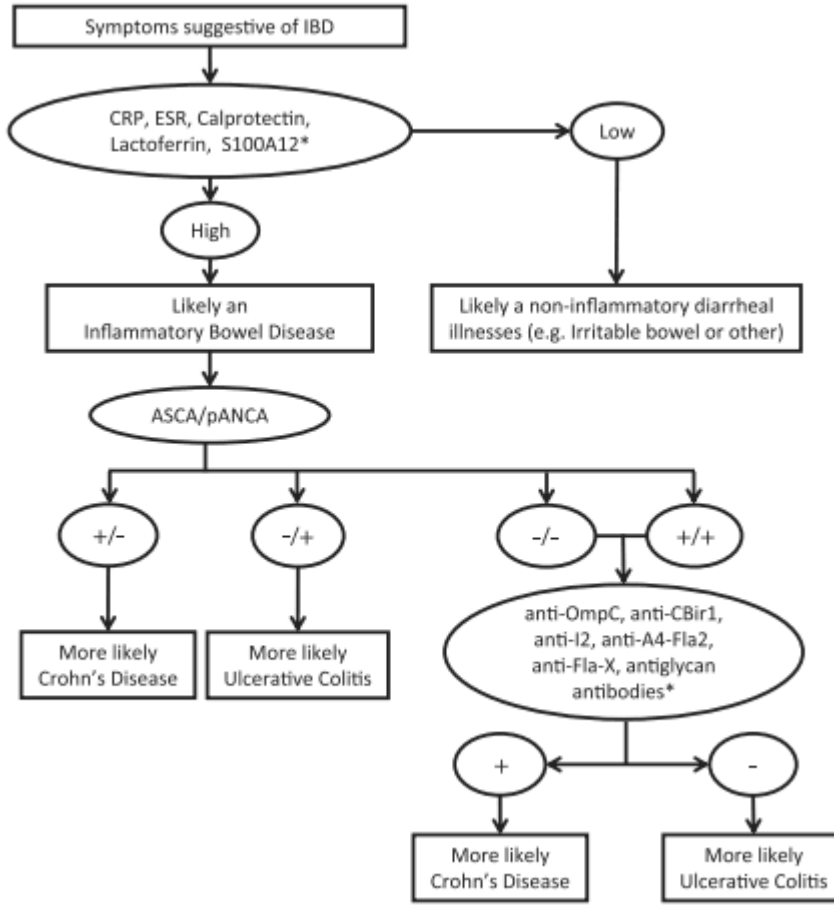 Symptoms suggestive of IBD
CRP, ESR, Calprotectin,
Lactoferrin, S100A12*
Low
High
Likely an
Inflammatory Bowel Disease
Likely a non-inflammatory diarrheal
illnesses (e.g. Irritable bowel or other)
ASCA/pANCA
+/-
-/+
-/-
+/+
More likely
Crohn's Disease
More likely
Ulcerative Colitis
anti-OmpC, anti-CBir1,
anti-I2, anti-A4-Fla2,
anti-Fla-X, antiglycan
antibodies*
+
-
More likely
Crohn's Disease
More likely
Ulcerative Colitis